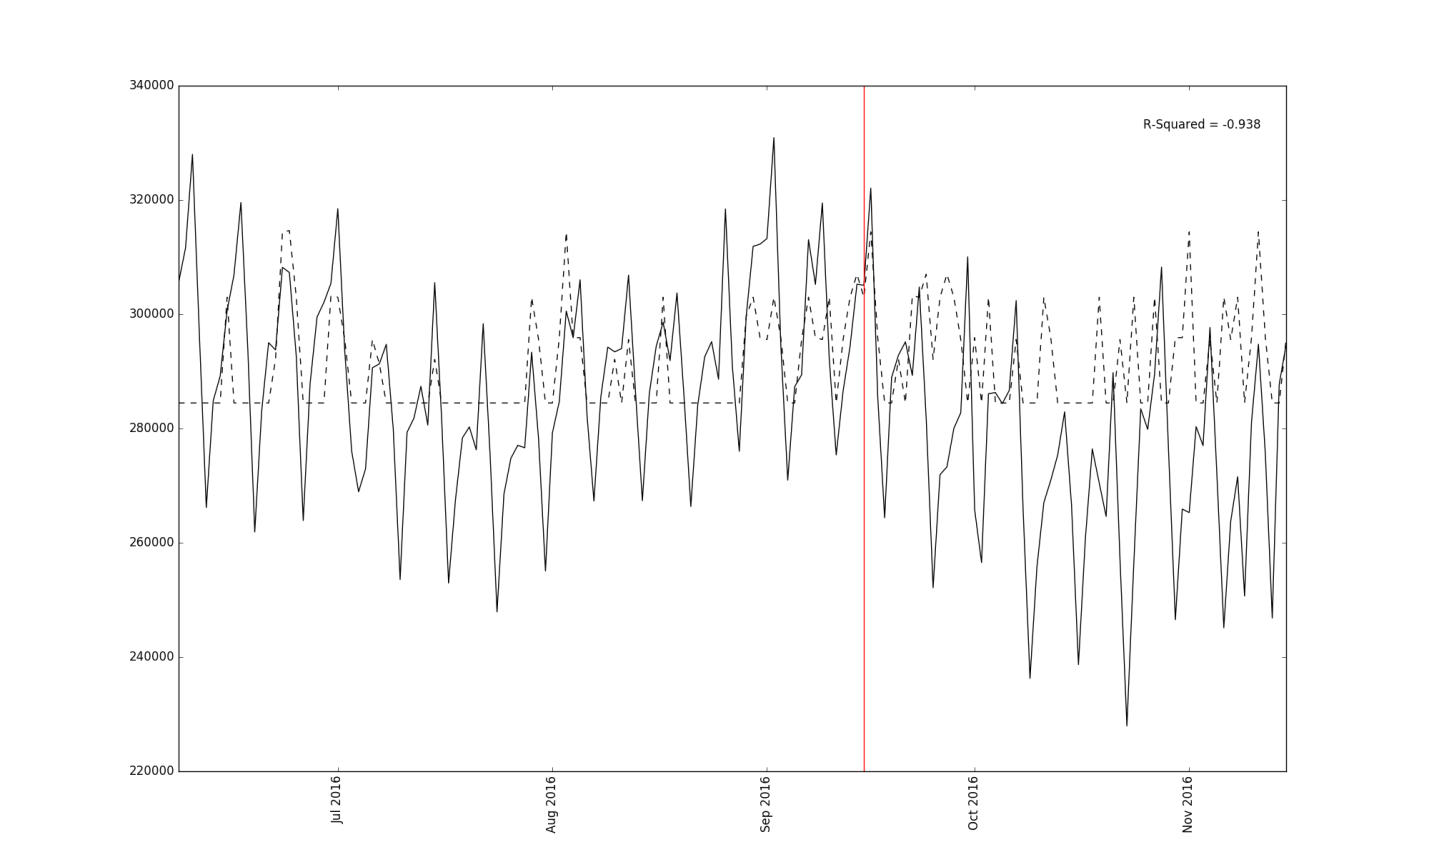 340000
R-Squared = -0.938
320000
300000
280000
260000
240000
220000
Jul 2016
Aug 2016
Sep 2016
Oct 2016
Nov 2016